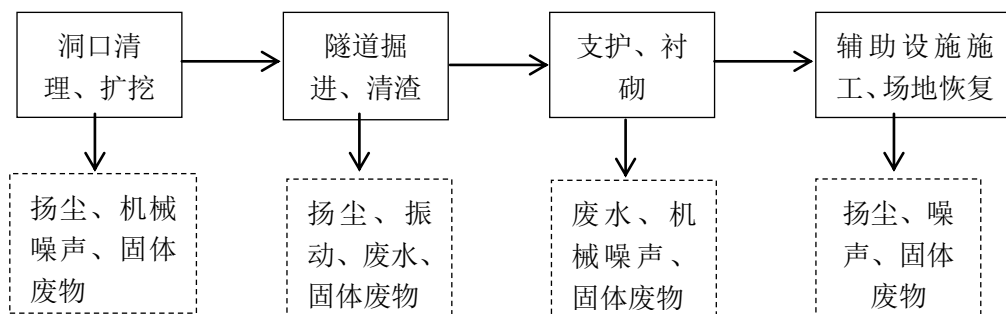 洞口清
理、扩挖
隧道掘
进、清渣
支护、衬
砌
辅助设施施
工、场地恢复
扬尘、机械
噪声、固体
废物
扬尘、振
动、废水、
固体废物
废水、机
械噪声、
固体废物
扬尘、噪
声、固体
废物